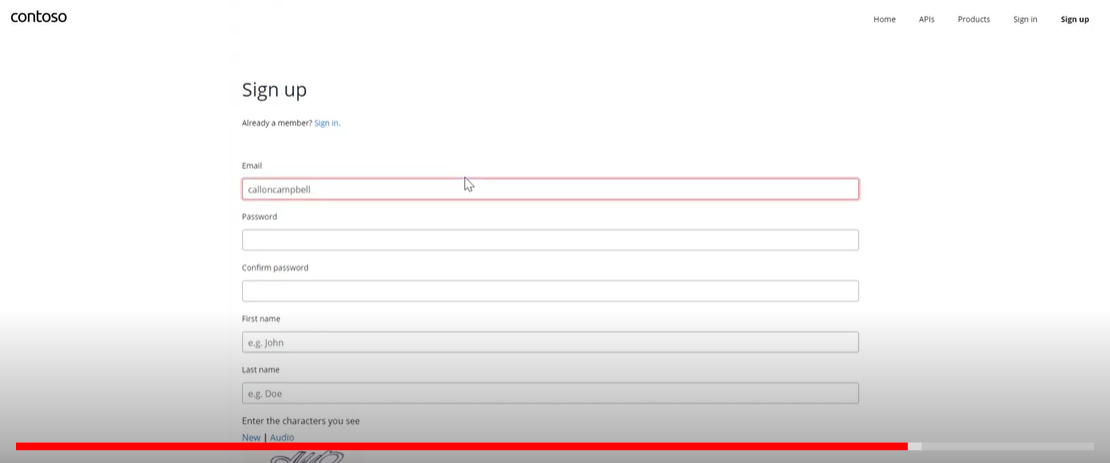 contoso
Home APIs Products Sign in Sign up
Sign up
Already a member? Sign in.
Email
calloncampbell
Password
Confirm password
First name
e.g. John
Last name
e.g. Doe
Enter the characters you see
New | Audio